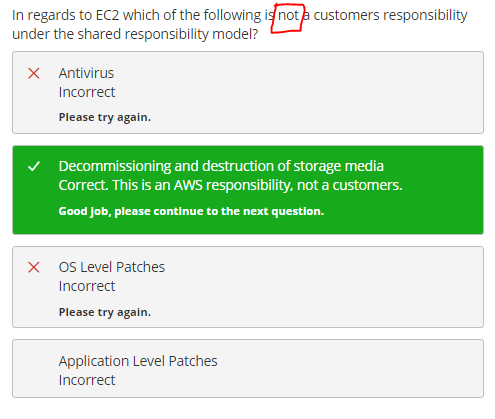 In regards to EC2 which of the following is not a customers responsibility
under the shared responsibility model?
Antivirus
Incorrect
Please try again.
Decommissioning and destruction of storage media
Correct. This is an AWS responsibility, not a customers.
Good job, please continue to the next question.
OS Level Patches
Incorrect
Please try again.
Application Level Patches
Incorrect